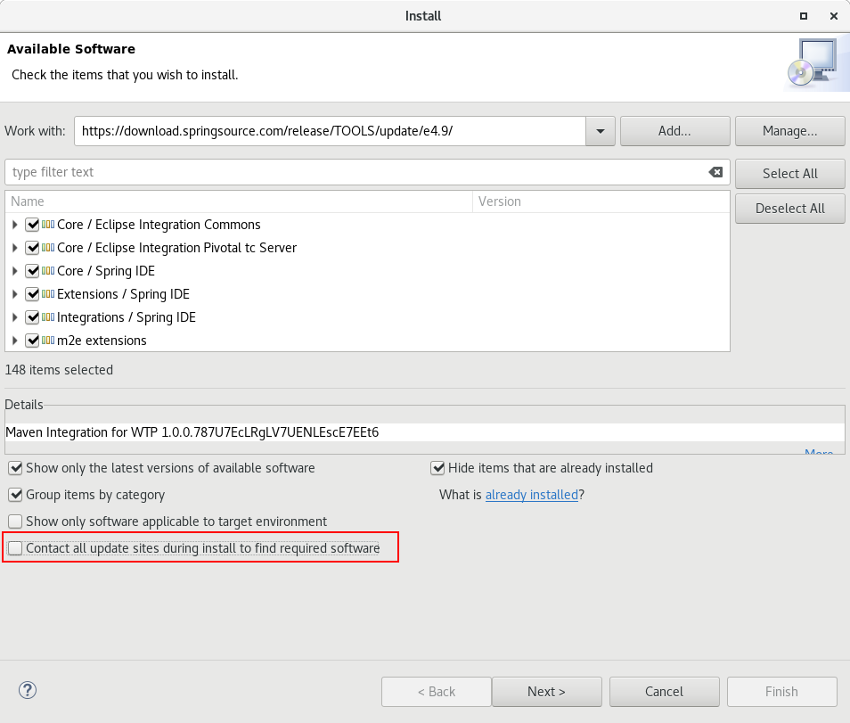 Install
Available Software
Check the items that you wish to install.
Work with: https://download.springsource.com/release/TOOLS/update/e4.9/ Add... Manage...
type filter text Select All
Name Version
Deselect All
Core / Eclipse Integration Commons
Core / Eclipse Integration Pivotal tc Server
Core / Spring IDE
Extensions / Spring IDE
Integrations / Spring IDE
m2e extensions
148 items selected
Details
Maven Integration for WTP 1.0.0.787U7EcLRgLV7UENLEscE7EEt6
More...
Show only the latest versions of available software Hide items that are already installed
Group items by category What is already installed?
Show only software applicable to target environment
Contact all update sites during install to find required software
? < Back Next > Cancel Finish